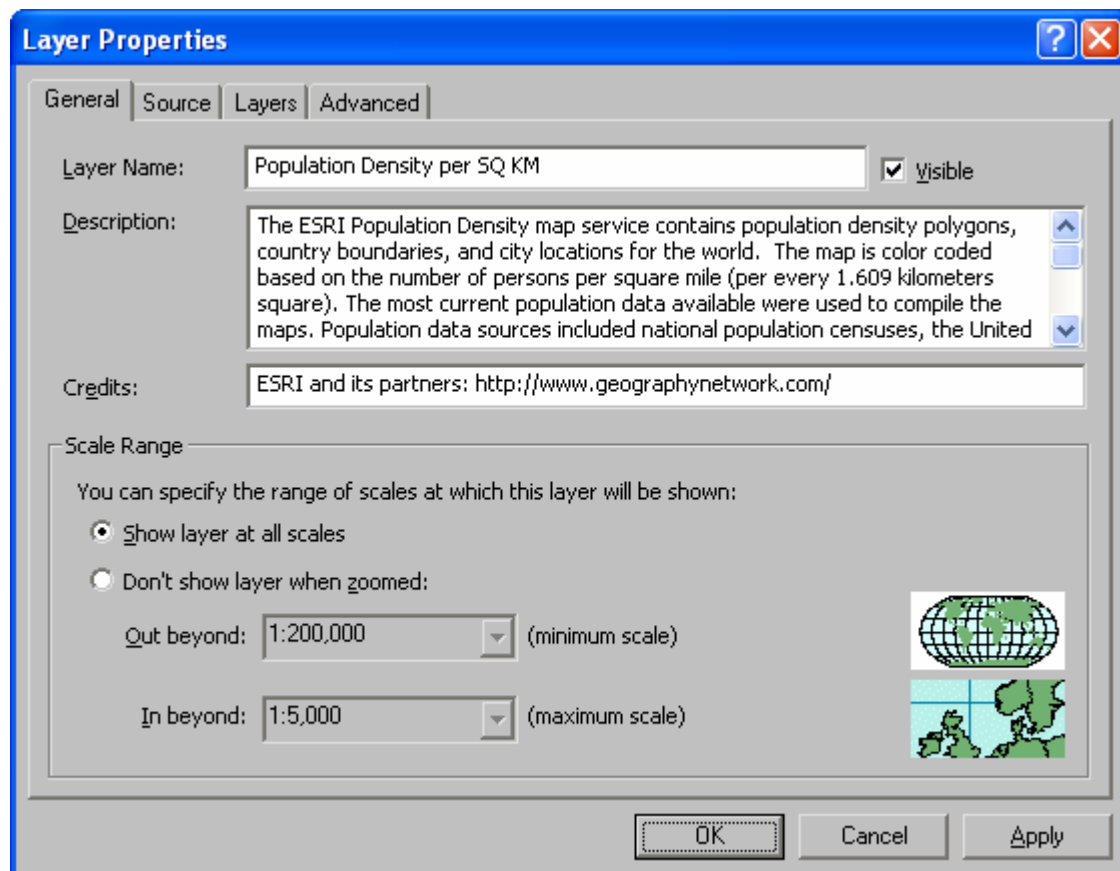 Layer Properties
General Source Layers Advanced
Layer Name: Population Density per SQ KM Visible
Description: The ESRI Population Density map service contains population density polygons,
country boundaries, and city locations for the world. The map is color coded
based on the number of persons per square mile (per every 1.609 kilometers
square). The most current population data available were used to compile the
maps. Population data sources included national population censuses, the United
Credits: ESRI and its partners: http://www.geographynetwork.com/
Scale Range
You can specify the range of scales at which this layer will be shown:
Show layer at all scales
Don't show layer when zoomed:
Out beyond: 1:200,000 (minimum scale)
In beyond: 1:5,000 (maximum scale)
OK Cancel Apply